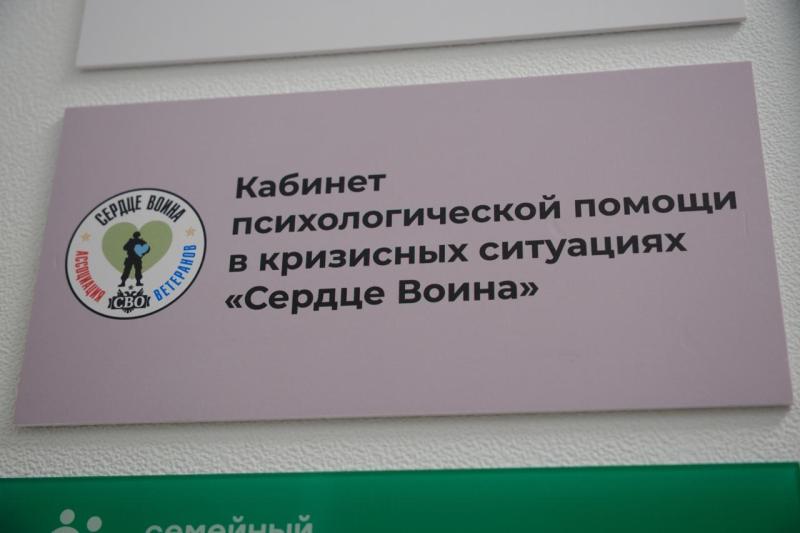 Кабинет
психологической помощи
в кризисных ситуациях
«Сердце Воина»
СЕРДЦЕ ВОИНА
АССОЦИАЦИЯ
ВЕТЕРАНОВ
СВО
семейный